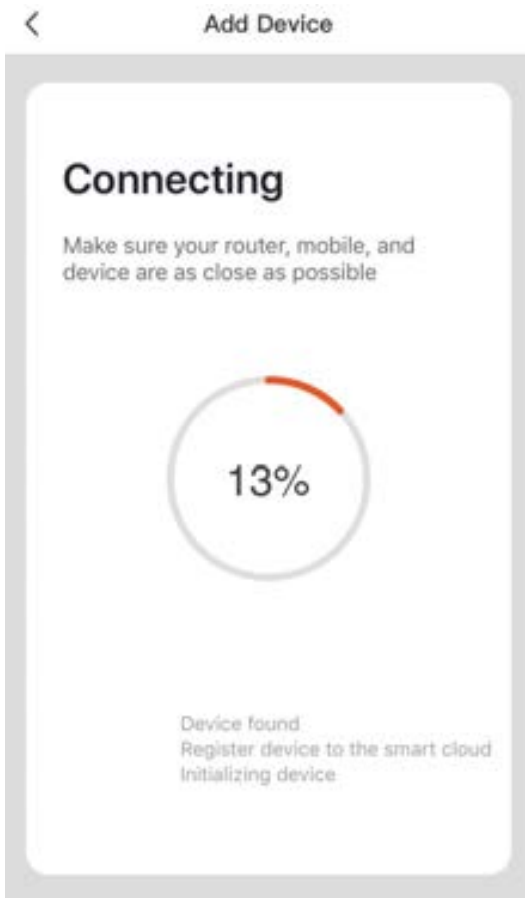 Add Device
Connecting
Make sure your router, mobile, and
device are as close as possible
13%
Device found
Register device to the smart cloud
Initializing device